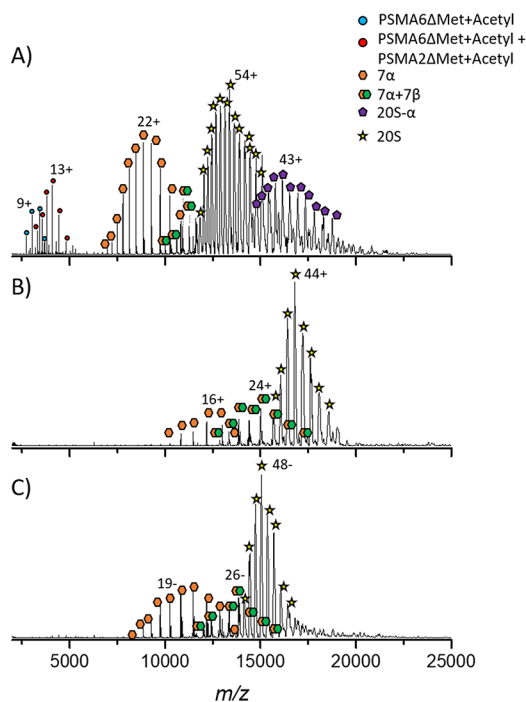 PSMA6ΔMet+Acetyl
PSMA6ΔMet+Acetyl +
PSMA2ΔMet+Acetyl
7α
7α+7β
20S-α
20S
A)
54+
22+
43+
13+
9+
B)
44+
16+
24+
C)
48-
19-
26-
5000 10000 15000 20000 25000
m/z